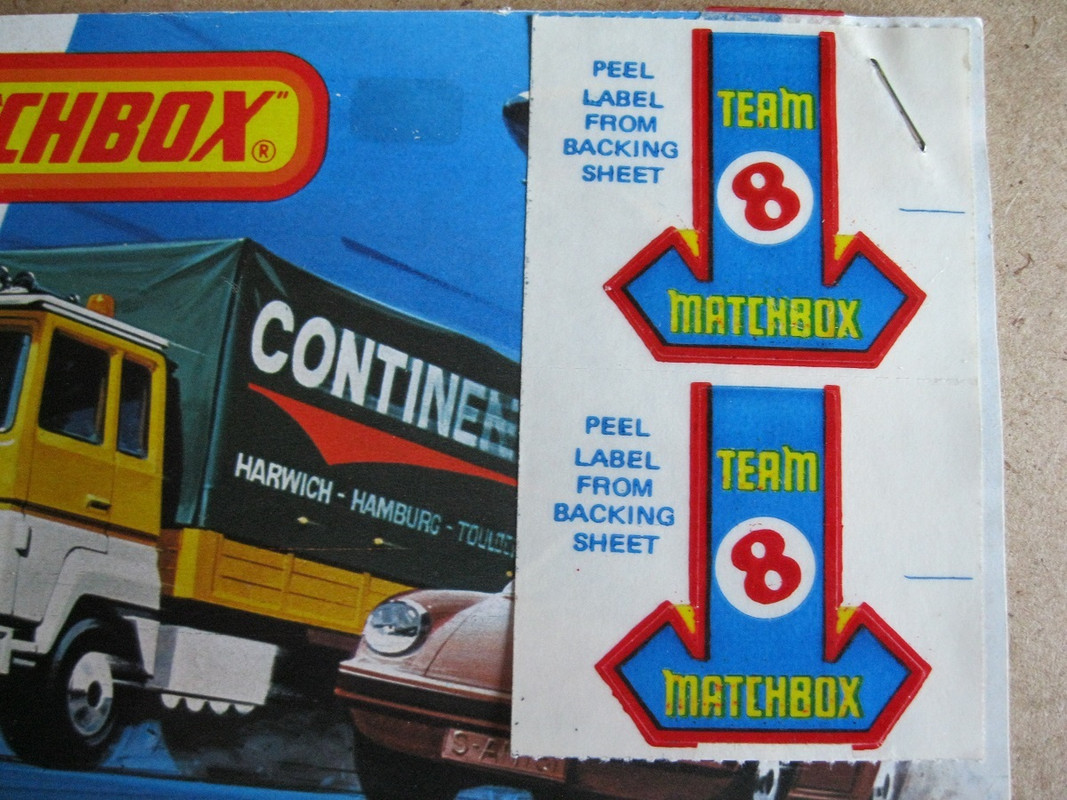 CHBOX"®
CONTINEN
HARWICH - HAMBURG - TOULO
PEEL
LABEL
FROM
BACKING
SHEET
TEAM
8
MATCHBOX
PEEL
LABEL
FROM
BACKING
SHEET
TEAM
8
MATCHBOX